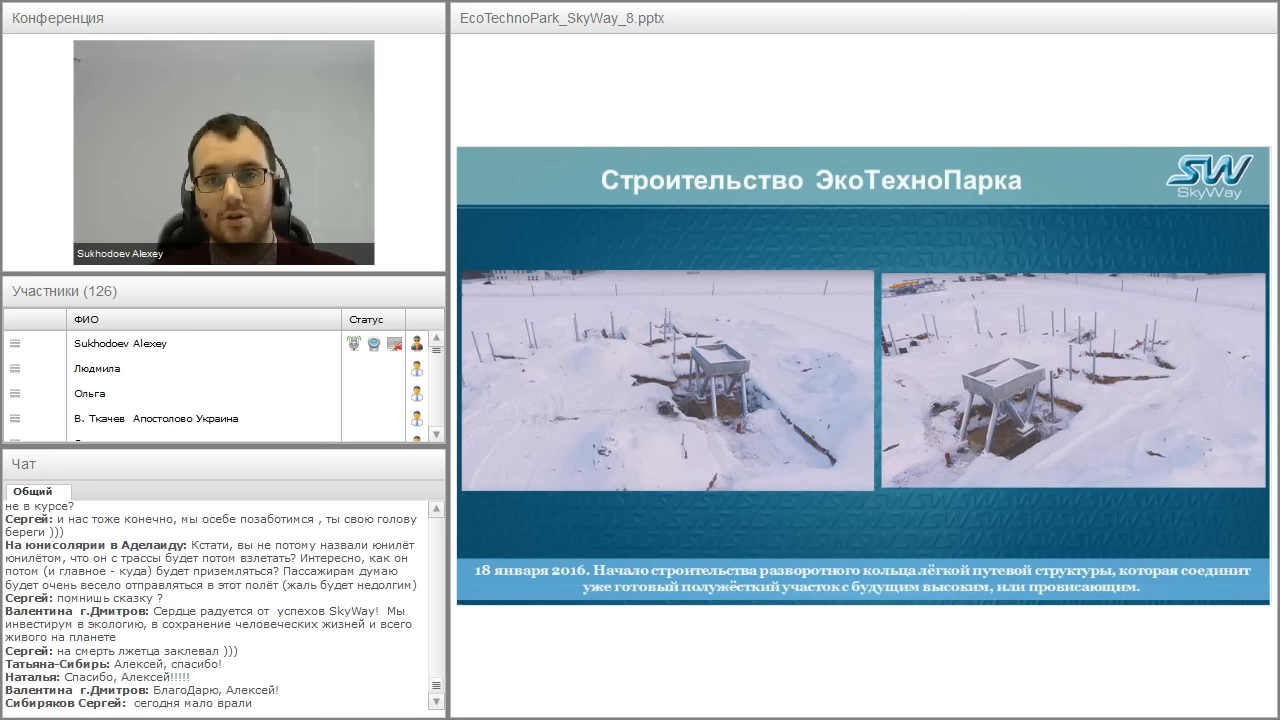 Конференция
Sukhodoev Alexey
Участники (126)
ФИО
Статус
Sukhodoev Alexey
Людмила
Ольга
В. Ткачев Апостолово Украина
Чат
Общий
не в курсе?
Сергей: и нас тоже конечно, мы осебе позаботимся , ты свою голову
береги )))
На юнисолярии в Аделаиду: Кстати, вы не потому назвали юнилёт
юнилётом, что он с трассы будет потом взлетать? Интересно, как он
потом (и главное - куда) будет приземляться? Пассажирам думаю
будет очень весело отправляться в этот полёт (жаль будет недолгим)
Сергей: помнишь сказку ?
Валентина г.Дмитров: Сердце радуется от успехов SkyWay! Мы
инвестируем в экологию, в сохранение человеческих жизней и всего
живого на планете
Сергей: на смерть лжетца заклевал )))
Татьяна-Сибирь: Алексей, спасибо!
Наталья: Спасибо, Алексей!!!!!
Валентина г.Дмитров: БлагоДарю, Алексей!
Сибиряков Сергей: сегодня мало врали
EcoTechnoPark_SkyWay_8.pptx
Строительство ЭкоТехноПарка
SW
SkyWay
18 января 2016. Начало строительства разворотного кольца лёгкой путевой структуры, которая соединит
уже готовый полужёсткий участок с будущим высоким, или провисающим.